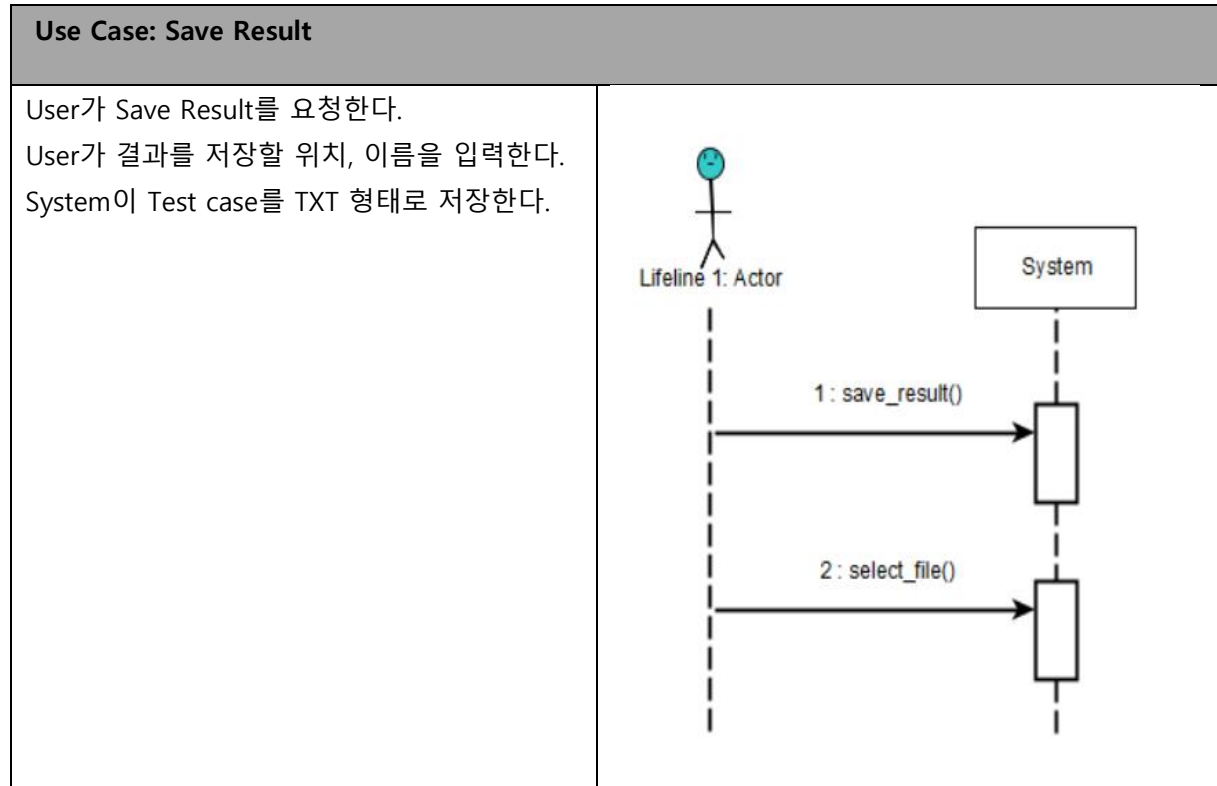 Use Case: Save Result
User가 Save Result를 요청한다.
User가 결과를 저장할 위치, 이름을 입력한다.
System이 Test case를 TXT 형태로 저장한다.
Lifeline 1: Actor
System
1 : save_result()
2 : select_file()